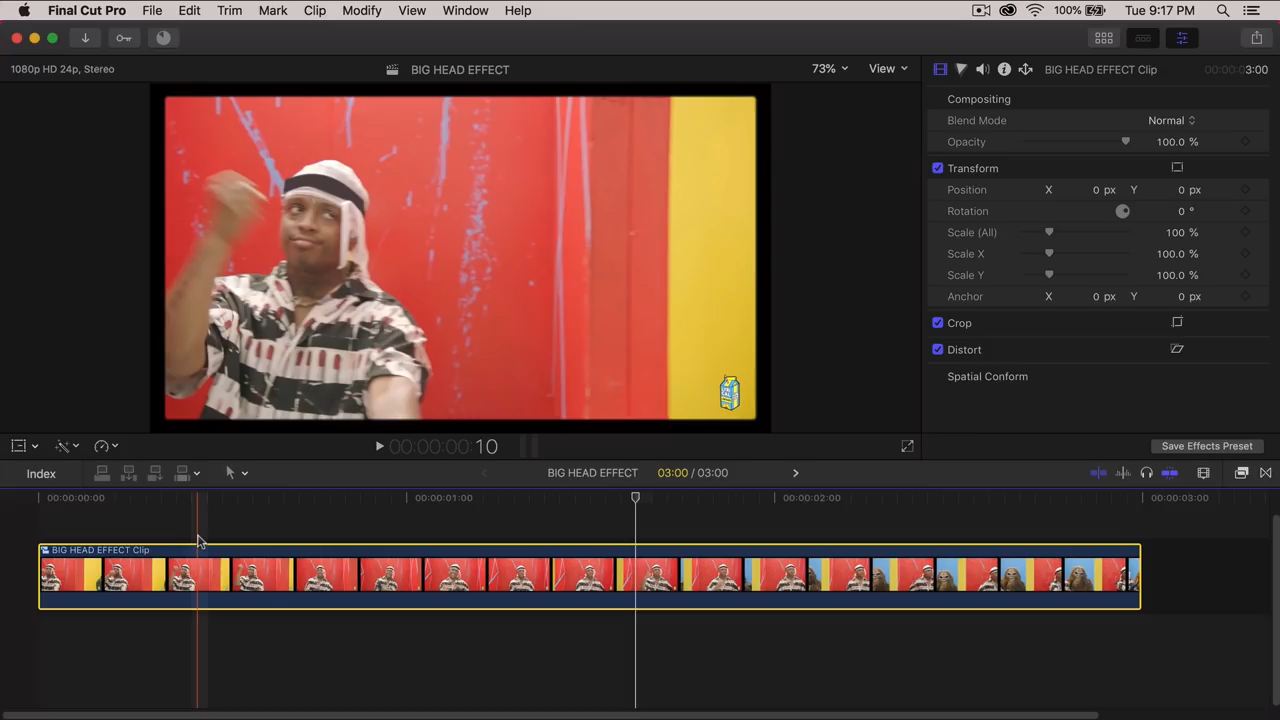 Final Cut Pro File Edit Trim Mark Clip Modify View Window Help 100% Tue 9:17 PM
1080p HD 24p, Stereo BIG HEAD EFFECT 73% View BIG HEAD EFFECT Clip 00:00:03:00
Compositing
Blend Mode Normal
Opacity 100.0 %
Transform
Position X 0 px Y 0 px
Rotation 0 °
Scale (All) 100 %
Scale X 100.0 %
Scale Y 100.0 %
Anchor X 0 px Y 0 px
Crop
Distort
Spatial Conform
00:00:00:10 Save Effects Preset
Index BIG HEAD EFFECT 03:00 / 03:00
00:00:00:00 00:00:01:00 00:00:02:00 00:00:03:00
BIG HEAD EFFECT Clip